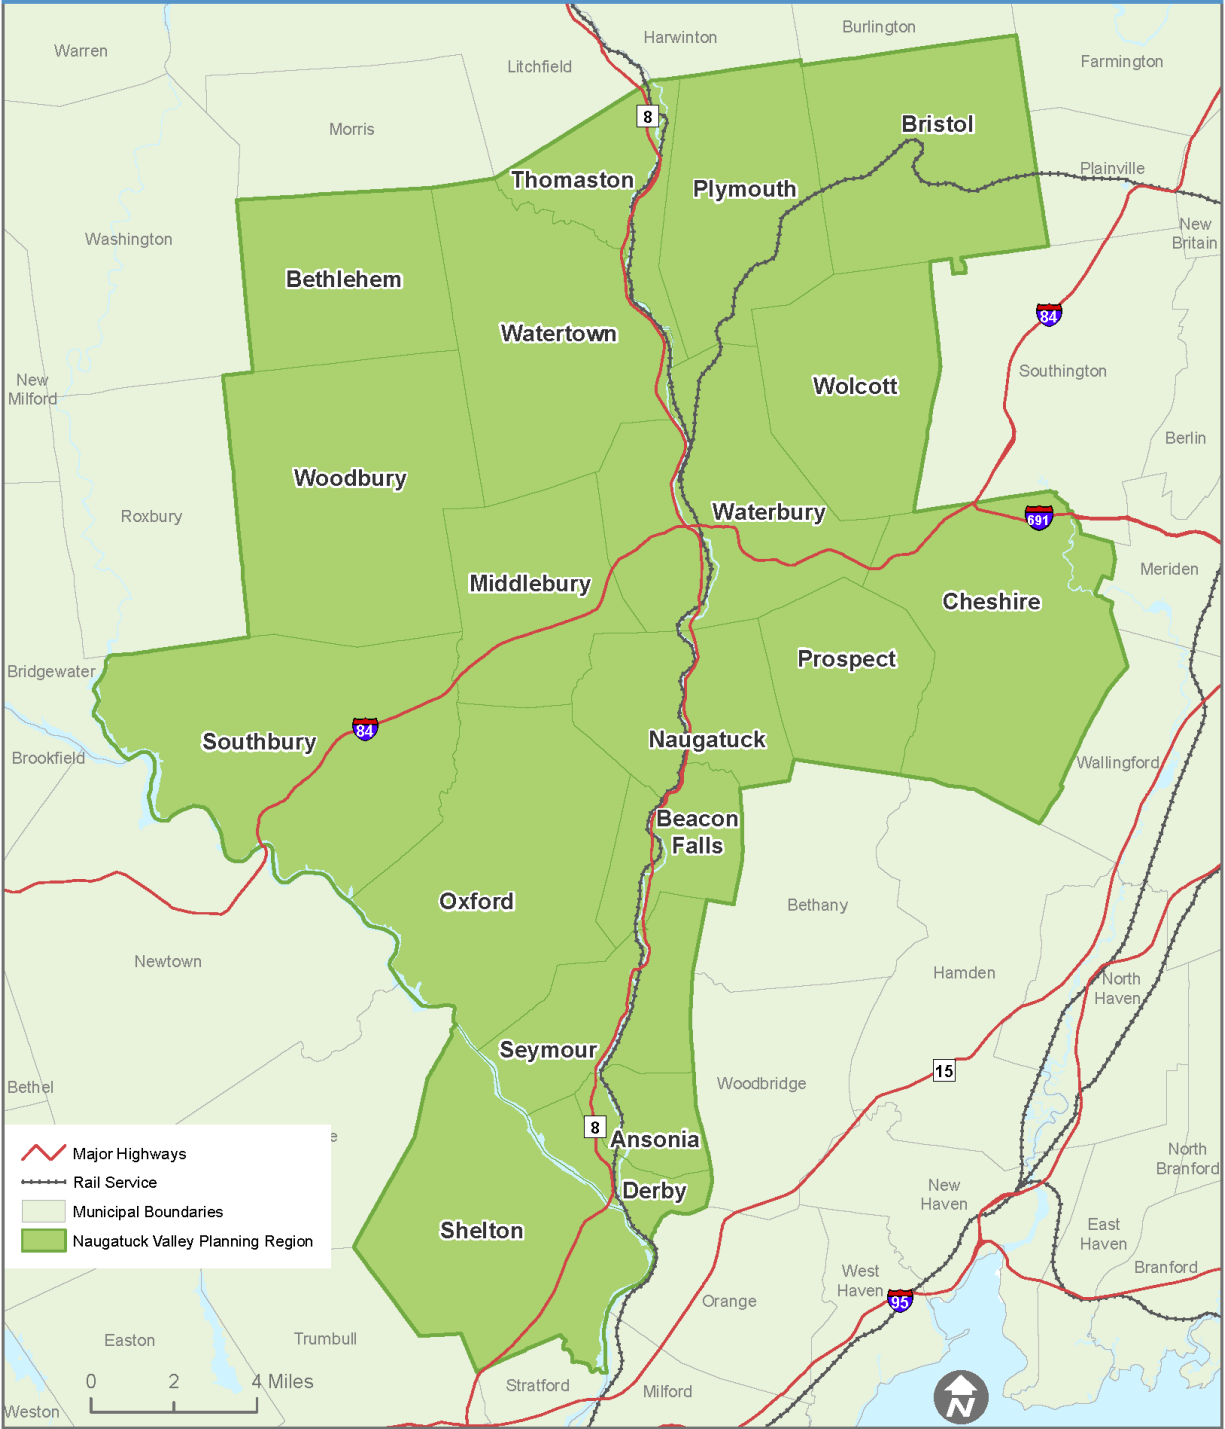 Burlington
Harwinton
Warren
Litchfield
Farmington
8
Bristol
Morris
Plainville
Thomaston
Plymouth
New
Britain
Washington
Bethlehem
84
Watertown
Southington
New
Milford
Wolcott
Berlin
Woodbury
Waterbury
Roxbury
691
Meriden
Middlebury
Cheshire
Prospect
Bridgewater
84
Southbury
Naugatuck
Brookfield
Wallingford
Beacon
Falls
Oxford
Bethany
Newtown
Hamden
North
Haven
Seymour
15
Woodbridge
Bethel
8
Ansonia
e
Major Highways
Rail Service
Municipal Boundaries
Naugatuck Valley Planning Region
North
Branford
Derby
New
Haven
Shelton
East
Haven
Branford
West
Haven
95
Orange
Easton
Trumbull
0 2 4 Miles
Stratford
Milford
Weston
N